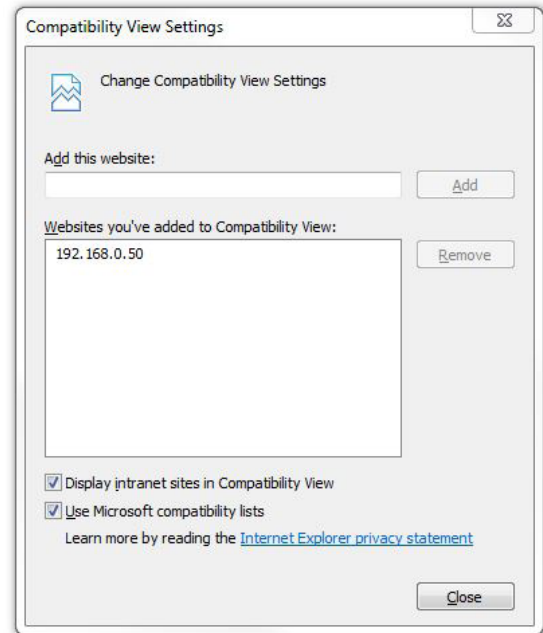 Compatibility View Settings
Change Compatibility View Settings
Add this website:
Add
Websites you've added to Compatibility View:
192.168.0.50
Remove
Display intranet sites in Compatibility View
Use Microsoft compatibility lists
Learn more by reading the Internet Explorer privacy statement
Close